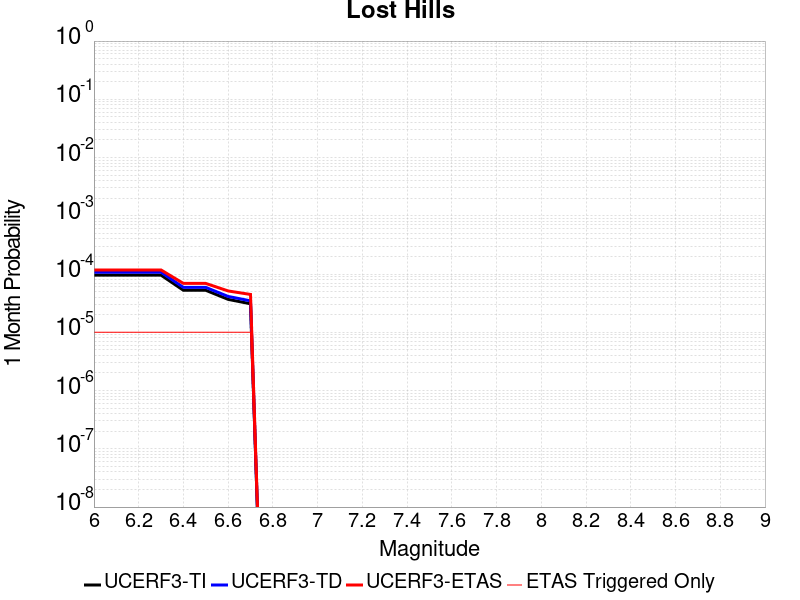 Lost Hills
10^0
10^-1
10^-2
10^-3
10^-4
10^-5
10^-6
10^-7
10^-8
1 Month Probability
6 6.2 6.4 6.6 6.8 7 7.2 7.4 7.6 7.8 8 8.2 8.4 8.6 8.8 9
Magnitude
UCERF3-TI UCERF3-TD UCERF3-ETAS ETAS Triggered Only